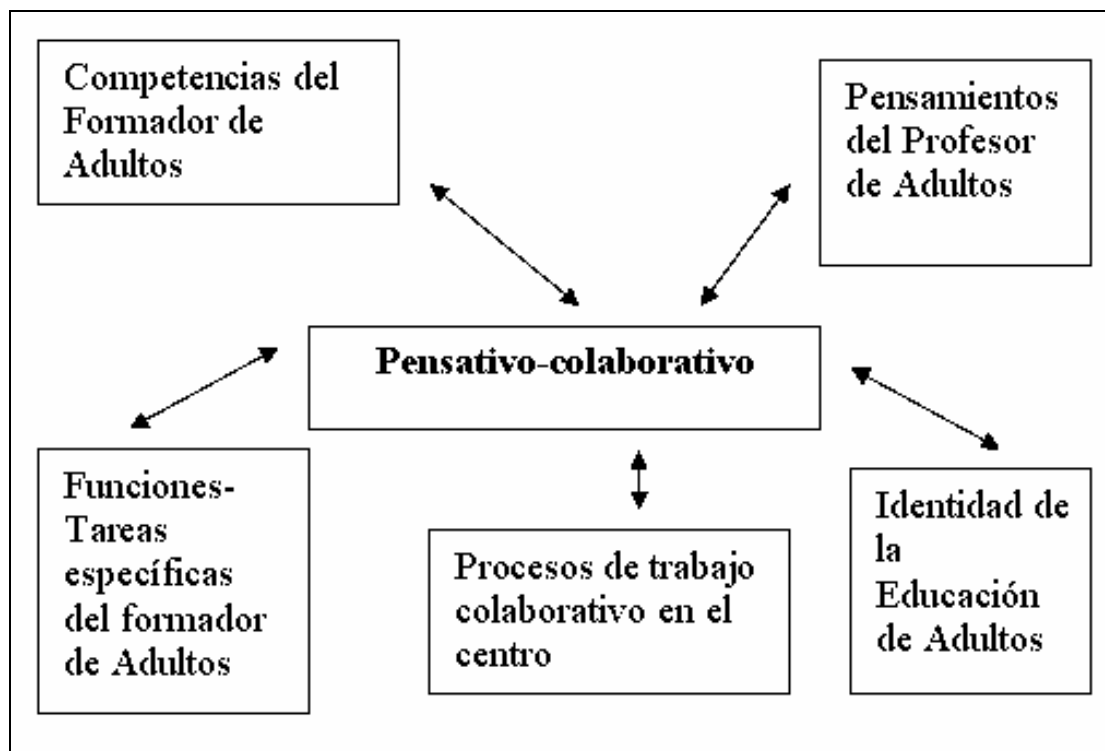 Competencias del
Formador de
Adultos
Pensamientos
del Profesor
de Adultos
Pensativo-colaborativo
Funciones-
Tareas
específicas
del formador
de Adultos
Procesos de trabajo
colaborativo en el
centro
Identidad de
la
Educación
de Adultos